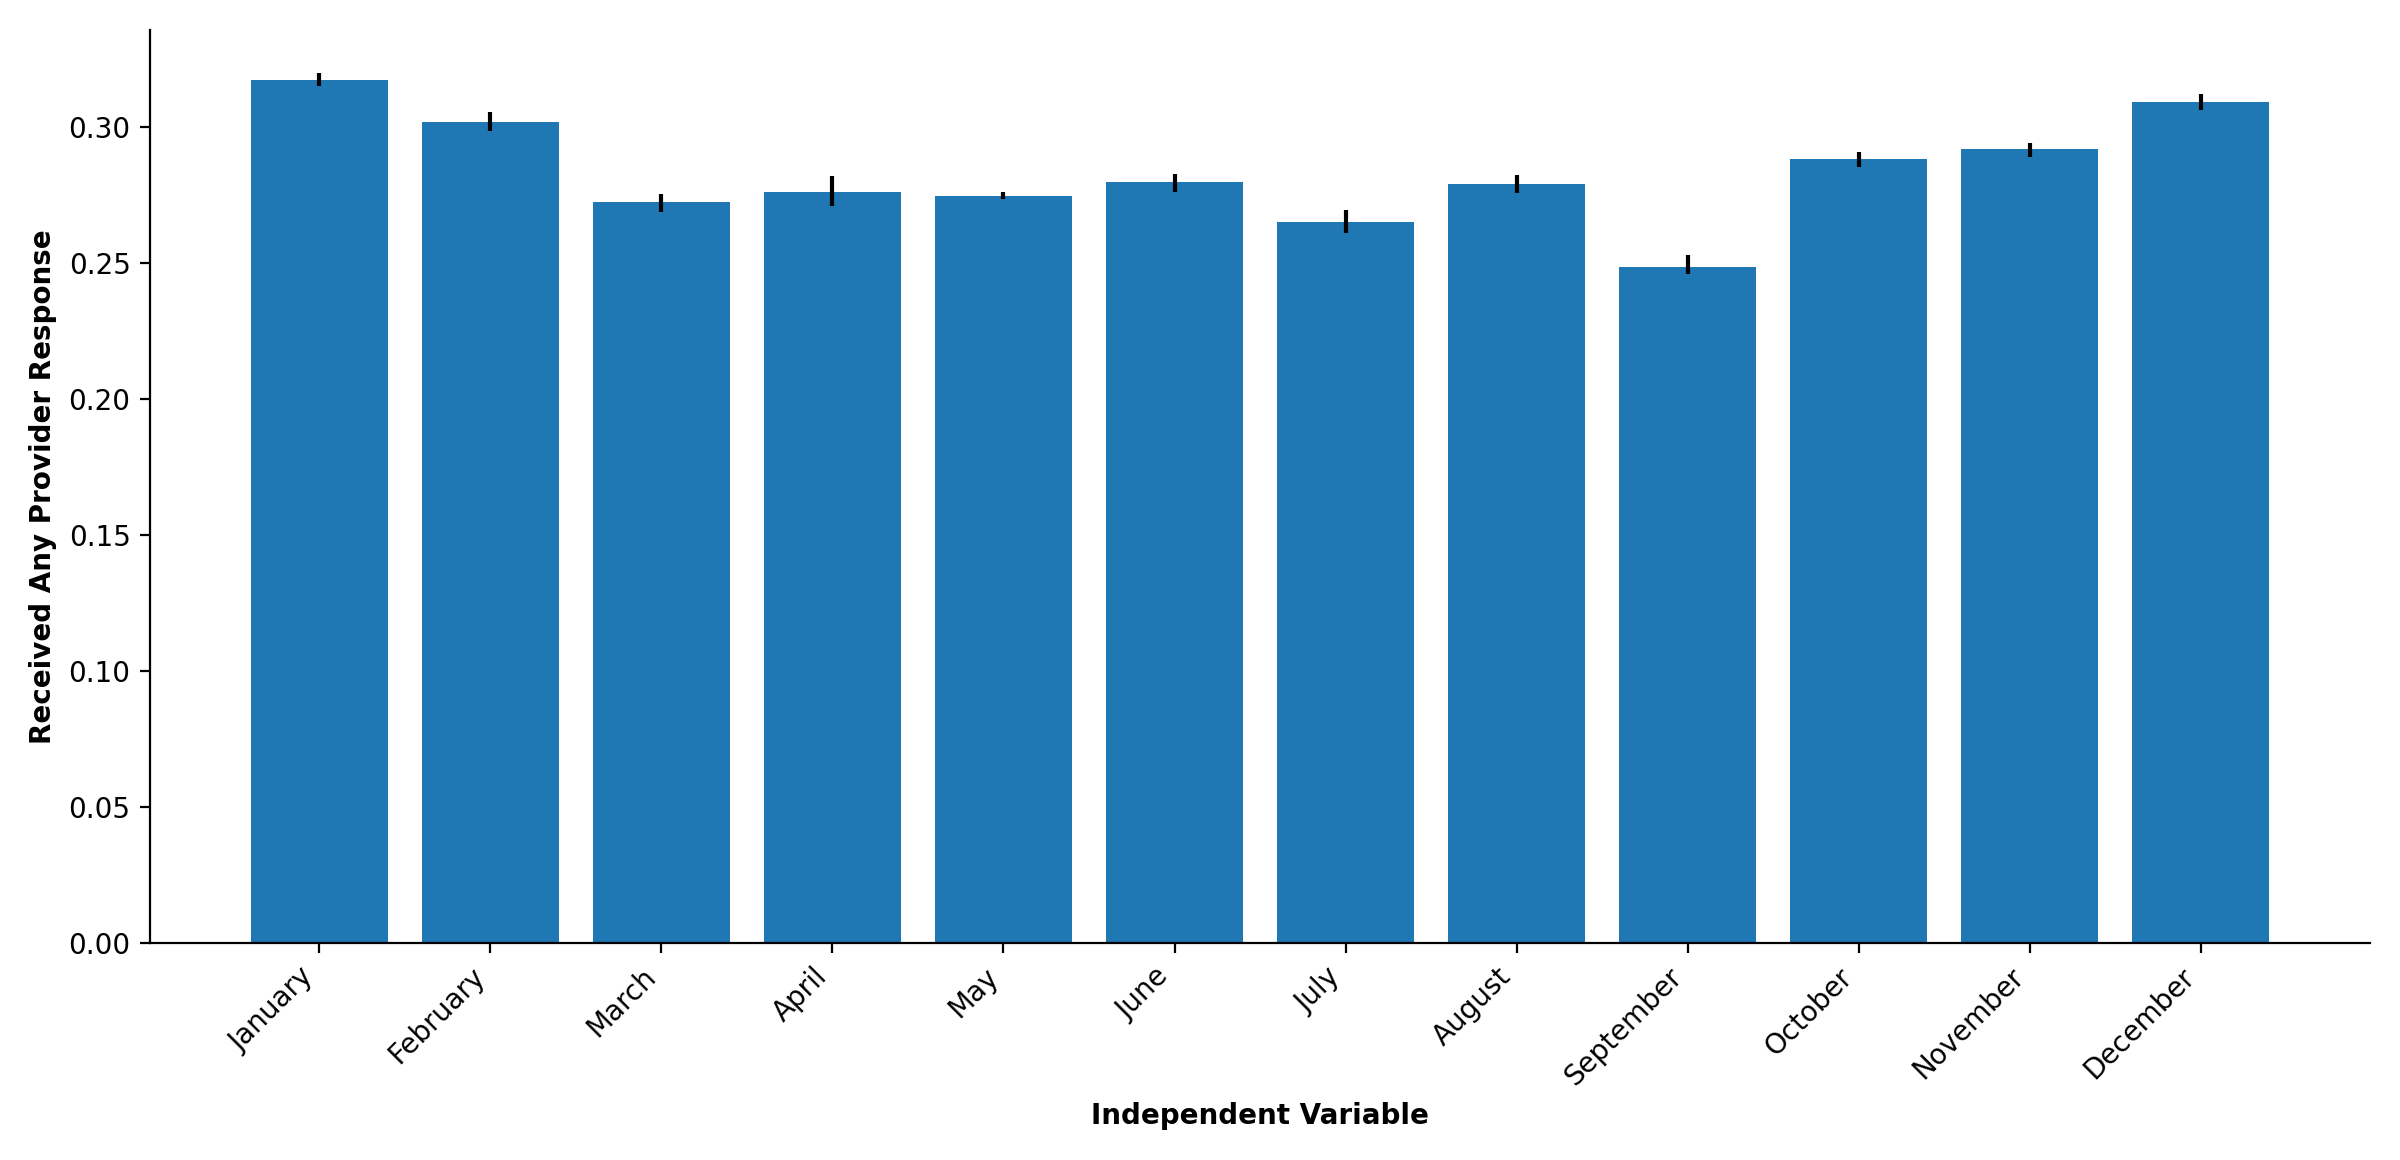 Received Any Provider Response
0.30
0.25
0.20
0.15
0.10
0.05
0.00
January
February
March
April
May
June
July
August
September
October
November
December
Independent Variable